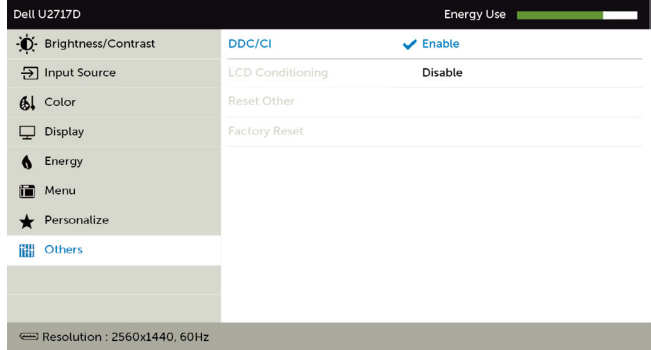 Dell U2717D Energy Use
Brightness/Contrast DDC/CI Enable
Input Source LCD Conditioning Disable
Color Reset Other
Display Factory Reset
Energy
Menu
Personalize
Others
Resolution : 2560x1440, 60Hz